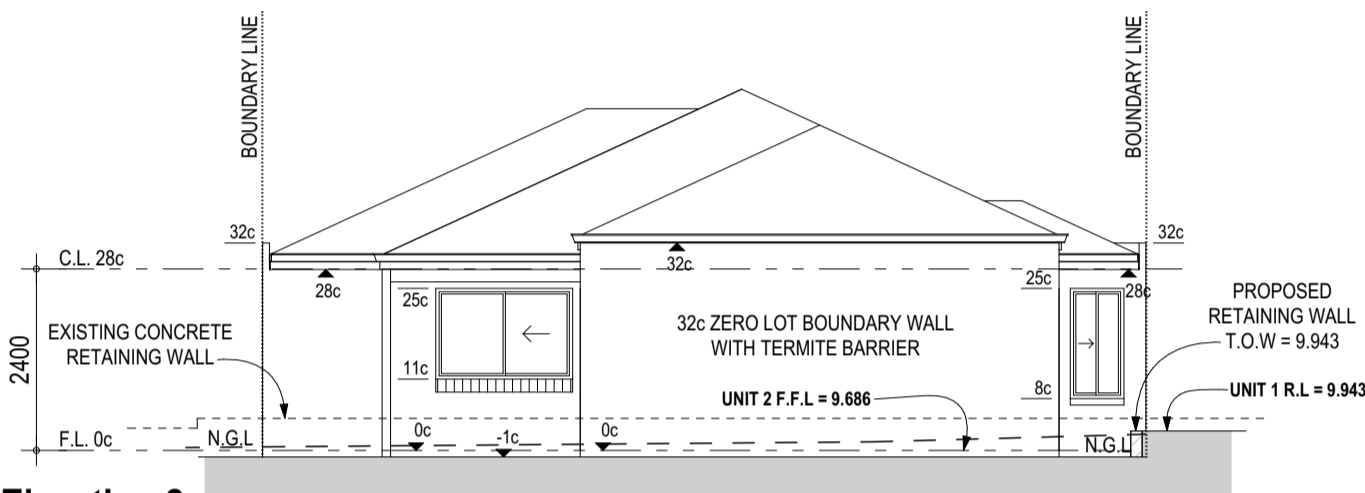 BOUNDARY LINE
BOUNDARY LINE
32c
32c
C.L. 28c
32c
28c
28c
25c
25c
EXISTING CONCRETE
RETAINING WALL
32c ZERO LOT BOUNDARY WALL
WITH TERMITE BARRIER
PROPOSED
RETAINING WALL
T.O.W = 9.943
2400
11c
8c
UNIT 2 F.F.L = 9.686
UNIT 1 R.L = 9.943
F.L. 0c
N.G.L
0c
-1c
0c
N.G.L